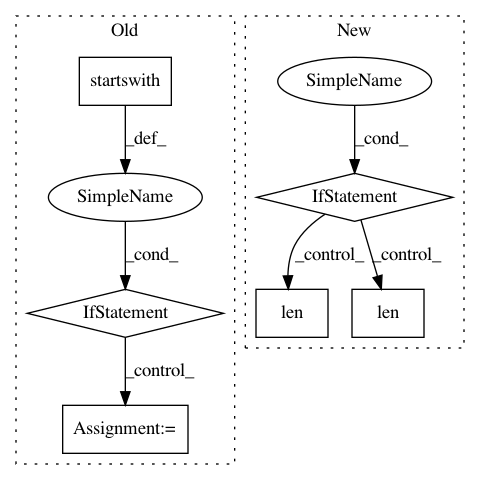 Old
startswith
_def_
SimpleName
_cond_
IfStatement
_control_
Assignment:=
New
SimpleName
_cond_
IfStatement
_control_
_control_
len
len